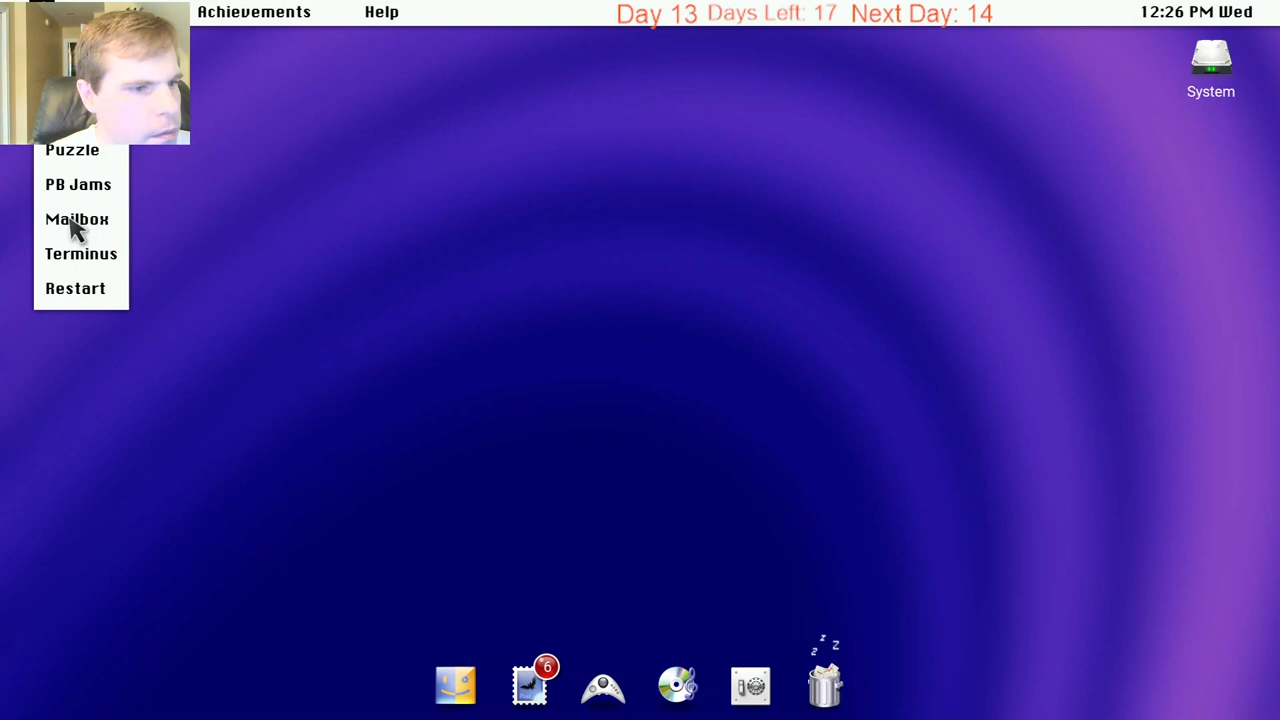 Achievements Help Day 13 Days Left: 17 Next Day: 14 12:26 PM Wed
System
Puzzle
PB Jams
Mailbox
Terminus
Restart
z
z z
6